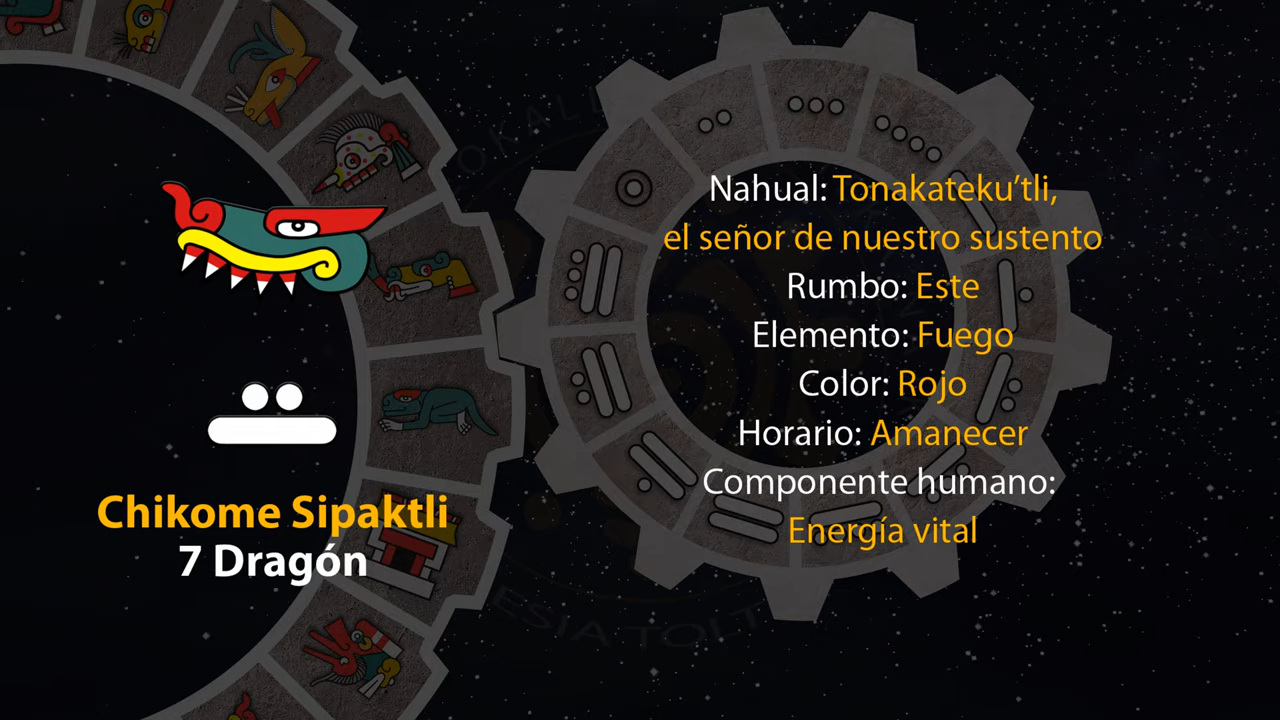 Chikome Sipaktli
7 Dragón
Nahual: Tonakateku’tli,
el señor de nuestro sustento
Rumbo: Este
Elemento: Fuego
Color: Rojo
Horario: Amanecer
Componente humano:
Energía vital